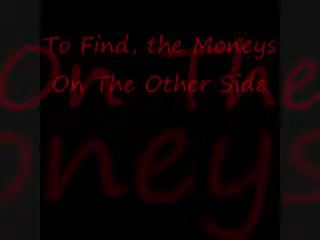 To Find, the Moneys
On The Other Side